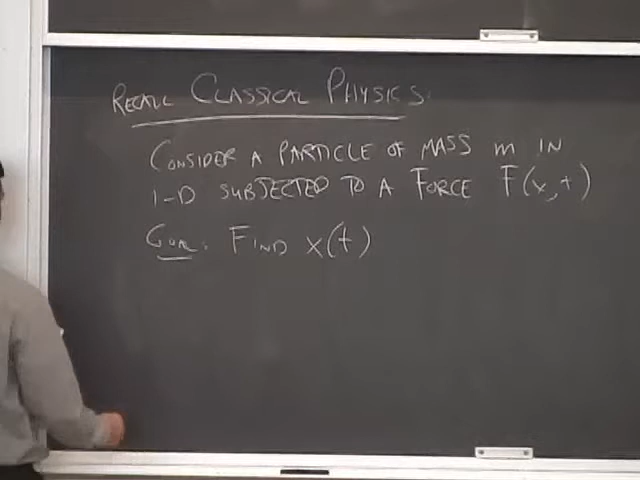 RECALL CLASSICAL PHYSICS.
CONSIDER A PARTICLE OF MASS m IN
1-D SUBJECTED TO A FORCE F(x,t)
GOAL: FIND x(t)